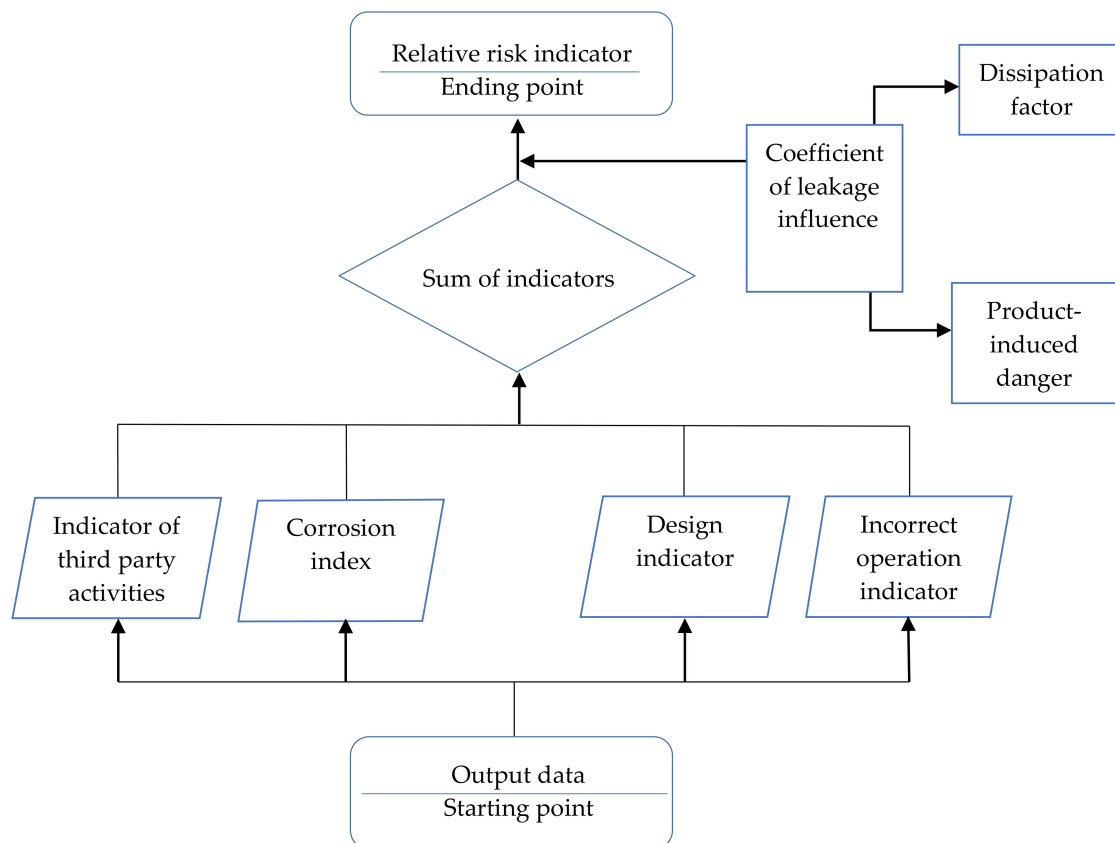 Relative risk indicator
Ending point
Dissipation
factor
Coefficient
of leakage
influence
Sum of indicators
Product-
induced
danger
Indicator of
third party
activities
Corrosion
index
Design
indicator
Incorrect
operation
indicator
Output data
Starting point